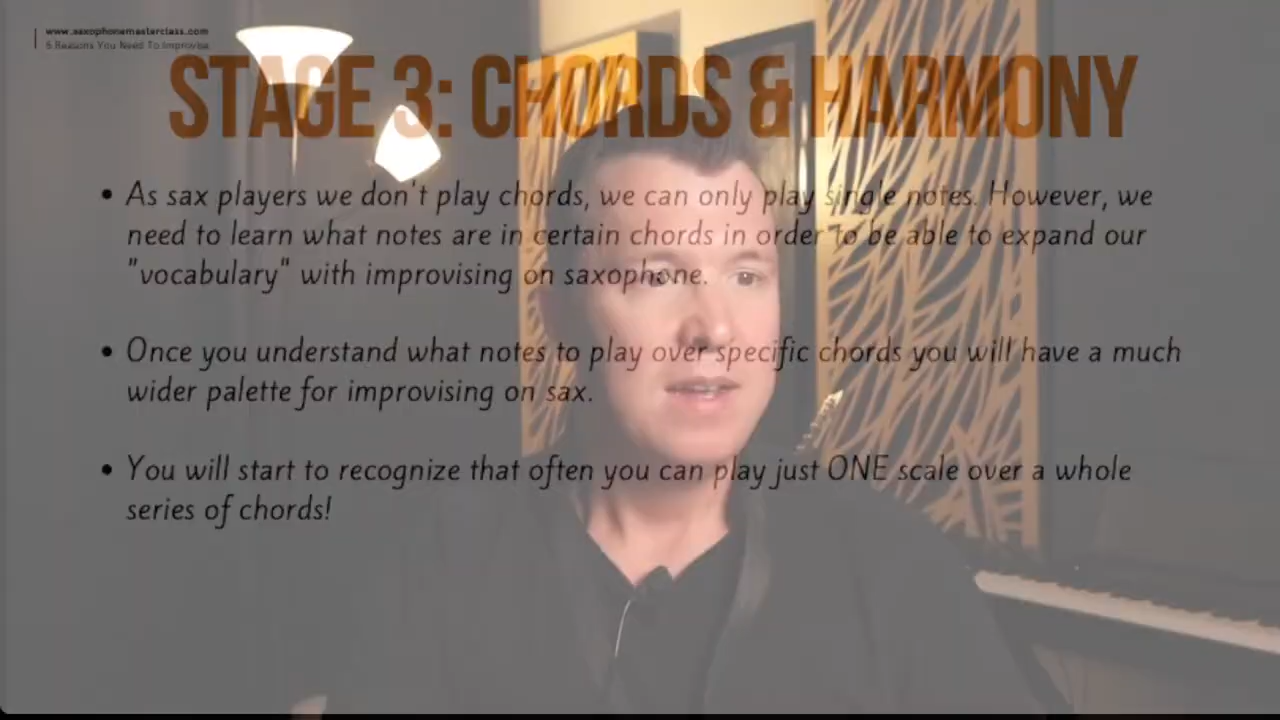 www.saxophonemasterclass.com
6 Reasons You Need To Improvise
STAGE 3: CHORDS & HARMONY
• As sax players we don't play chords, we can only play single notes. However, we
need to learn what notes are in certain chords in order to be able to expand our
"vocabulary" with improvising on saxophone.
• Once you understand what notes to play over specific chords you will have a much
wider palette for improvising on sax.
• You will start to recognize that often you can play just ONE scale over a whole
series of chords!